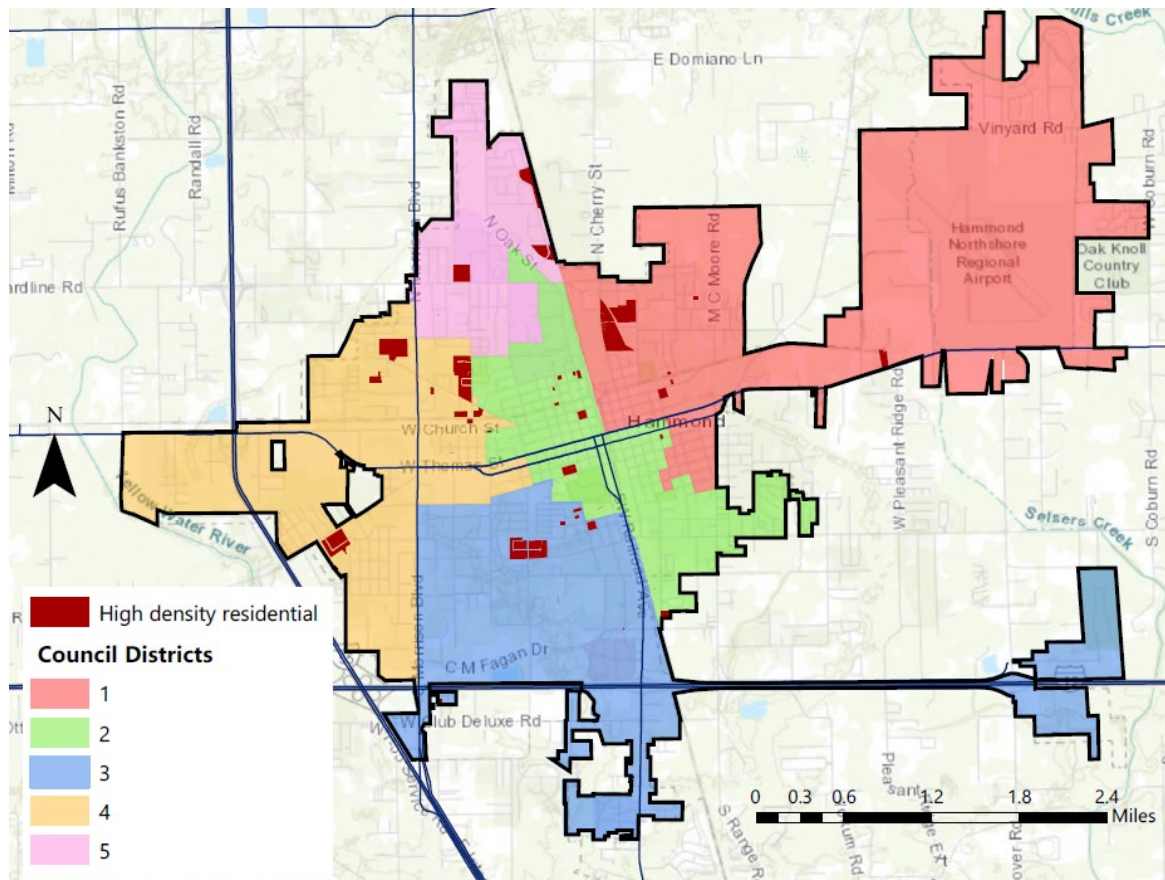 E Domiano Ln
Rufus Bankston Rd
Randall Rd
Vinyard Rd
N Cherry St
N Oak St
M C Moore Rd
Hammond
Northshore
Regional
Airport
Oak Knoll
Country
Club
Hammond
W Church St
W Thomas St
N
W Pleasant Ridge Rd
S Coburn Rd
Selsers Creek
Yellow Water River
High density residential
Council Districts
1
2
3
4
5
Morrison Blvd
C M Fagan Dr
W Club Deluxe Rd
S Range Rd
0 0.3 0.6 1.2 1.8 2.4
Miles